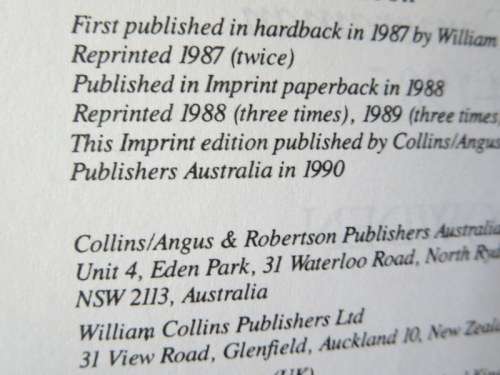 First published in hardback in 1987 by William
Reprinted 1987 (twice)
Published in Imprint paperback in 1988
Reprinted 1988 (three times), 1989 (three times,
This Imprint edition published by Collins/Angus
Publishers Australia in 1990
Collins/Angus & Robertson Publishers Australia
Unit 4, Eden Park, 31 Waterloo Road, North Ryd
NSW 2113, Australia
William Collins Publishers Ltd
31 View Road, Glenfield, Auckland 10, New Zeala
(UK)